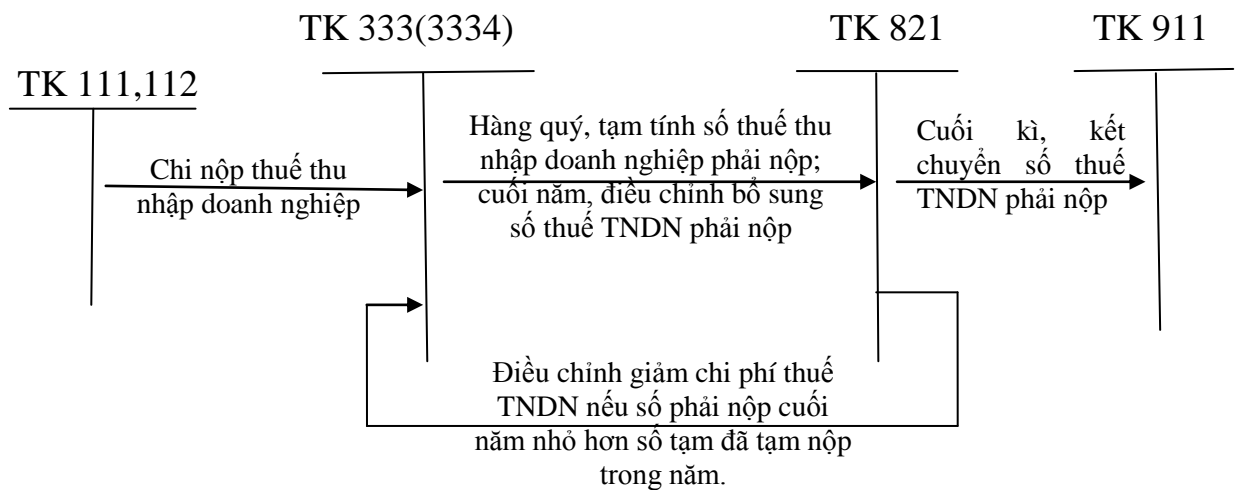 TK 333(3334)
TK 821
TK 911
TK 111,112
Chi nộp thuế thu
nhập doanh nghiệp
Hàng quý, tạm tính số thuế thu
nhập doanh nghiệp phải nộp;
cuối năm, điều chỉnh bổ sung
số thuế TNDN phải nộp
Cuối kì, kết
chuyển số thuế
TNDN phải nộp
Điều chỉnh giảm chi phí thuế
TNDN nếu số phải nộp cuối
năm nhỏ hơn số tạm đã tạm nộp
trong năm.